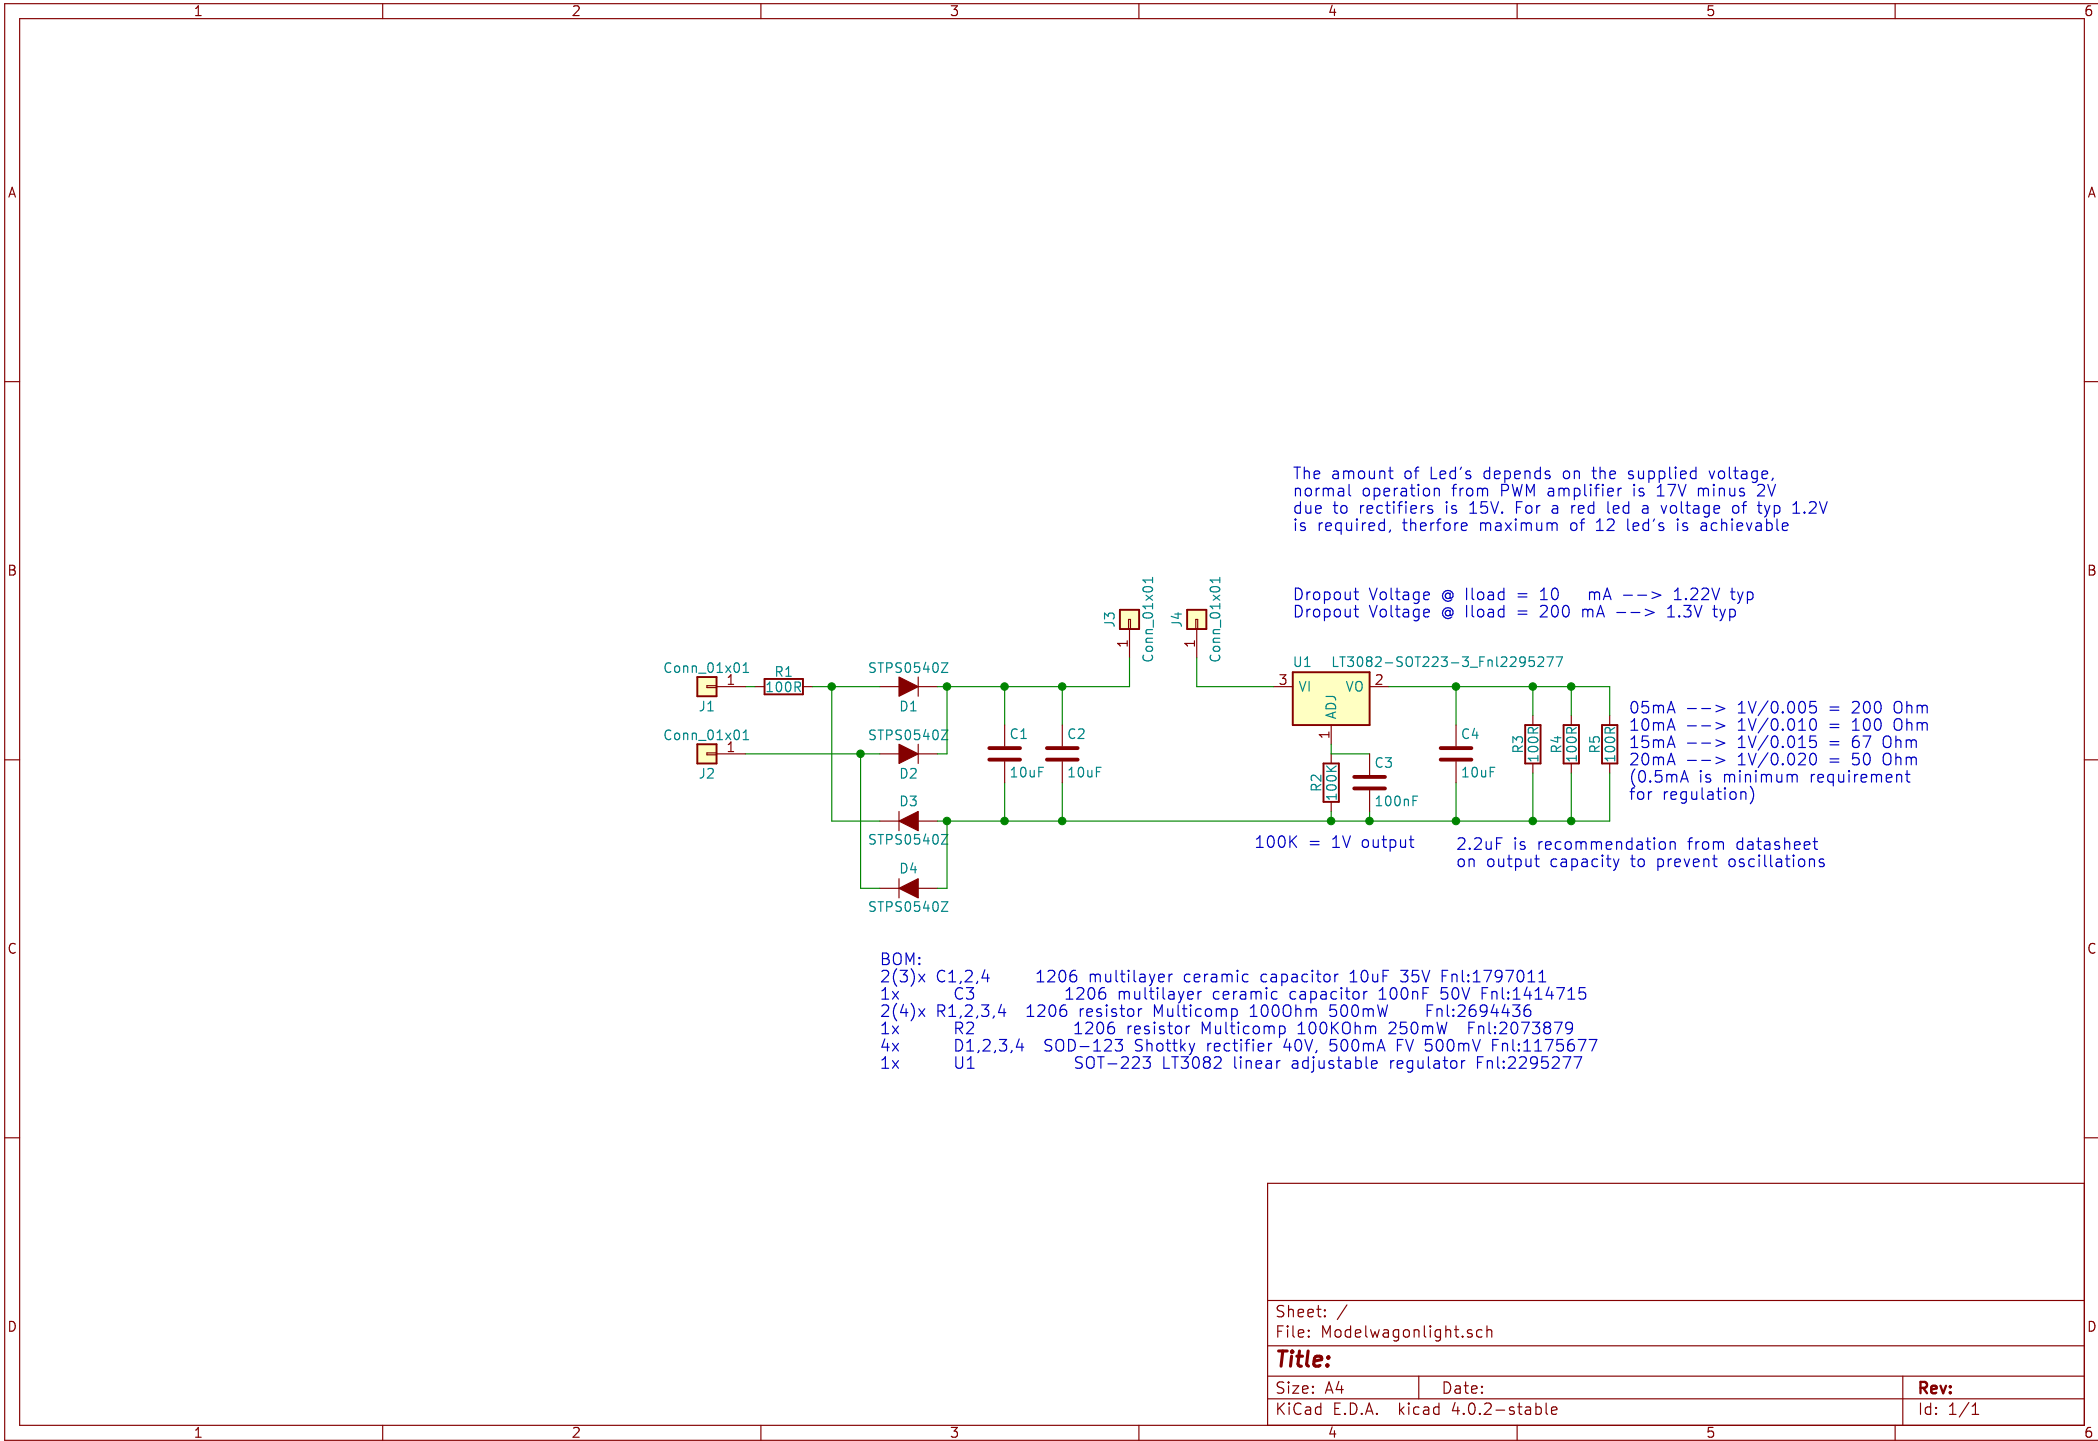 1 2 3 4 5 6
A A
The amount of Led's depends on the supplied voltage,
normal operation from PWM amplifier is 17V minus 2V
due to rectifiers is 15V. For a red led a voltage of typ 1.2V
is required, therfore maximum of 12 led's is achievable
B B
Dropout Voltage @ Iload = 10 mA --> 1.22V typ
Dropout Voltage @ Iload = 200 mA --> 1.3V typ
J3
1
Conn_01x01
J4
1
Conn_01x01
Conn_01x01
1
J1
R1
100R
STPS0540Z
D1
U1 LT3082-SOT223-3_Fnl2295277
3 VI VO 2
ADJ
1
Conn_01x01
1
J2
STPS0540Z
D2
C1
10uF
C2
10uF
R2
100K
C3
100nF
C4
10uF
R3
100R
R4
100R
R5
100R
05mA --> 1V/0.005 = 200 Ohm
10mA --> 1V/0.010 = 100 Ohm
15mA --> 1V/0.015 = 67 Ohm
20mA --> 1V/0.020 = 50 Ohm
(0.5mA is minimum requirement
for regulation)
D3
STPS0540Z
100K = 1V output
2.2uF is recommendation from datasheet
on output capacity to prevent oscillations
D4
STPS0540Z
C C
BOM:
2(3)x C1,2,4 1206 multilayer ceramic capacitor 10uF 35V Fnl:1797011
1x C3 1206 multilayer ceramic capacitor 100nF 50V Fnl:1414715
2(4)x R1,2,3,4 1206 resistor Multicomp 100Ohm 500mW Fnl:2694436
1x R2 1206 resistor Multicomp 100KOhm 250mW Fnl:2073879
4x D1,2,3,4 SOD-123 Shottky rectifier 40V, 500mA FV 500mV Fnl:1175677
1x U1 SOT-223 LT3082 linear adjustable regulator Fnl:2295277
D D
Sheet: /
File: Modelwagonlight.sch
Title:
Size: A4 Date: Rev:
KiCad E.D.A. kicad 4.0.2-stable Id: 1/1
1 2 3 4 5 6